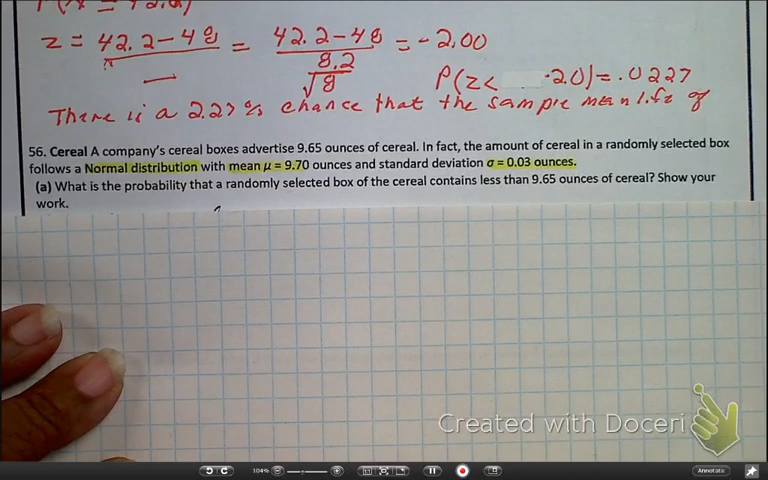 z = 42.2-48 = 42.2-48 = -2.00
8.2
√8
P(z< -2.0) = .0227
There is a 2.27% chance that the sample mean life of
56. Cereal A company's cereal boxes advertise 9.65 ounces of cereal. In fact, the amount of cereal in a randomly selected box
follows a Normal distribution with mean μ = 9.70 ounces and standard deviation σ = 0.03 ounces.
(a) What is the probability that a randomly selected box of the cereal contains less than 9.65 ounces of cereal? Show your
work.
Created with Doceri
104%
Annotate